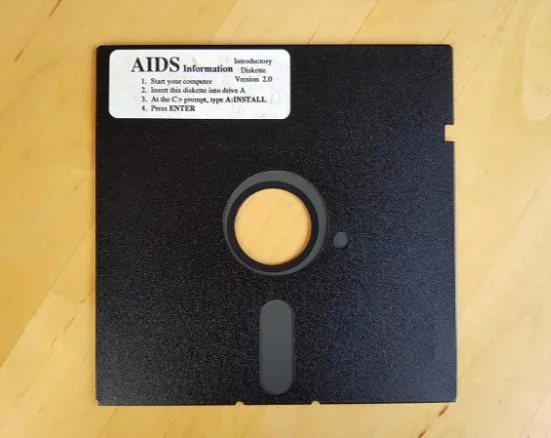 AIDS Information Introductory
Diskette
Version 2.0
1. Start your computer
2. Insert this diskette into drive A
3. At the C> prompt, type A:INSTALL
4. Press ENTER